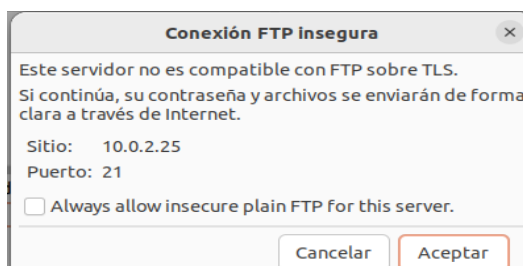 Conexión FTP insegura
Este servidor no es compatible con FTP sobre TLS.
Si continúa, su contraseña y archivos se enviarán de forma
clara a través de Internet.
Sitio: 10.0.2.25
Puerto: 21
Always allow insecure plain FTP for this server.
Cancelar Aceptar